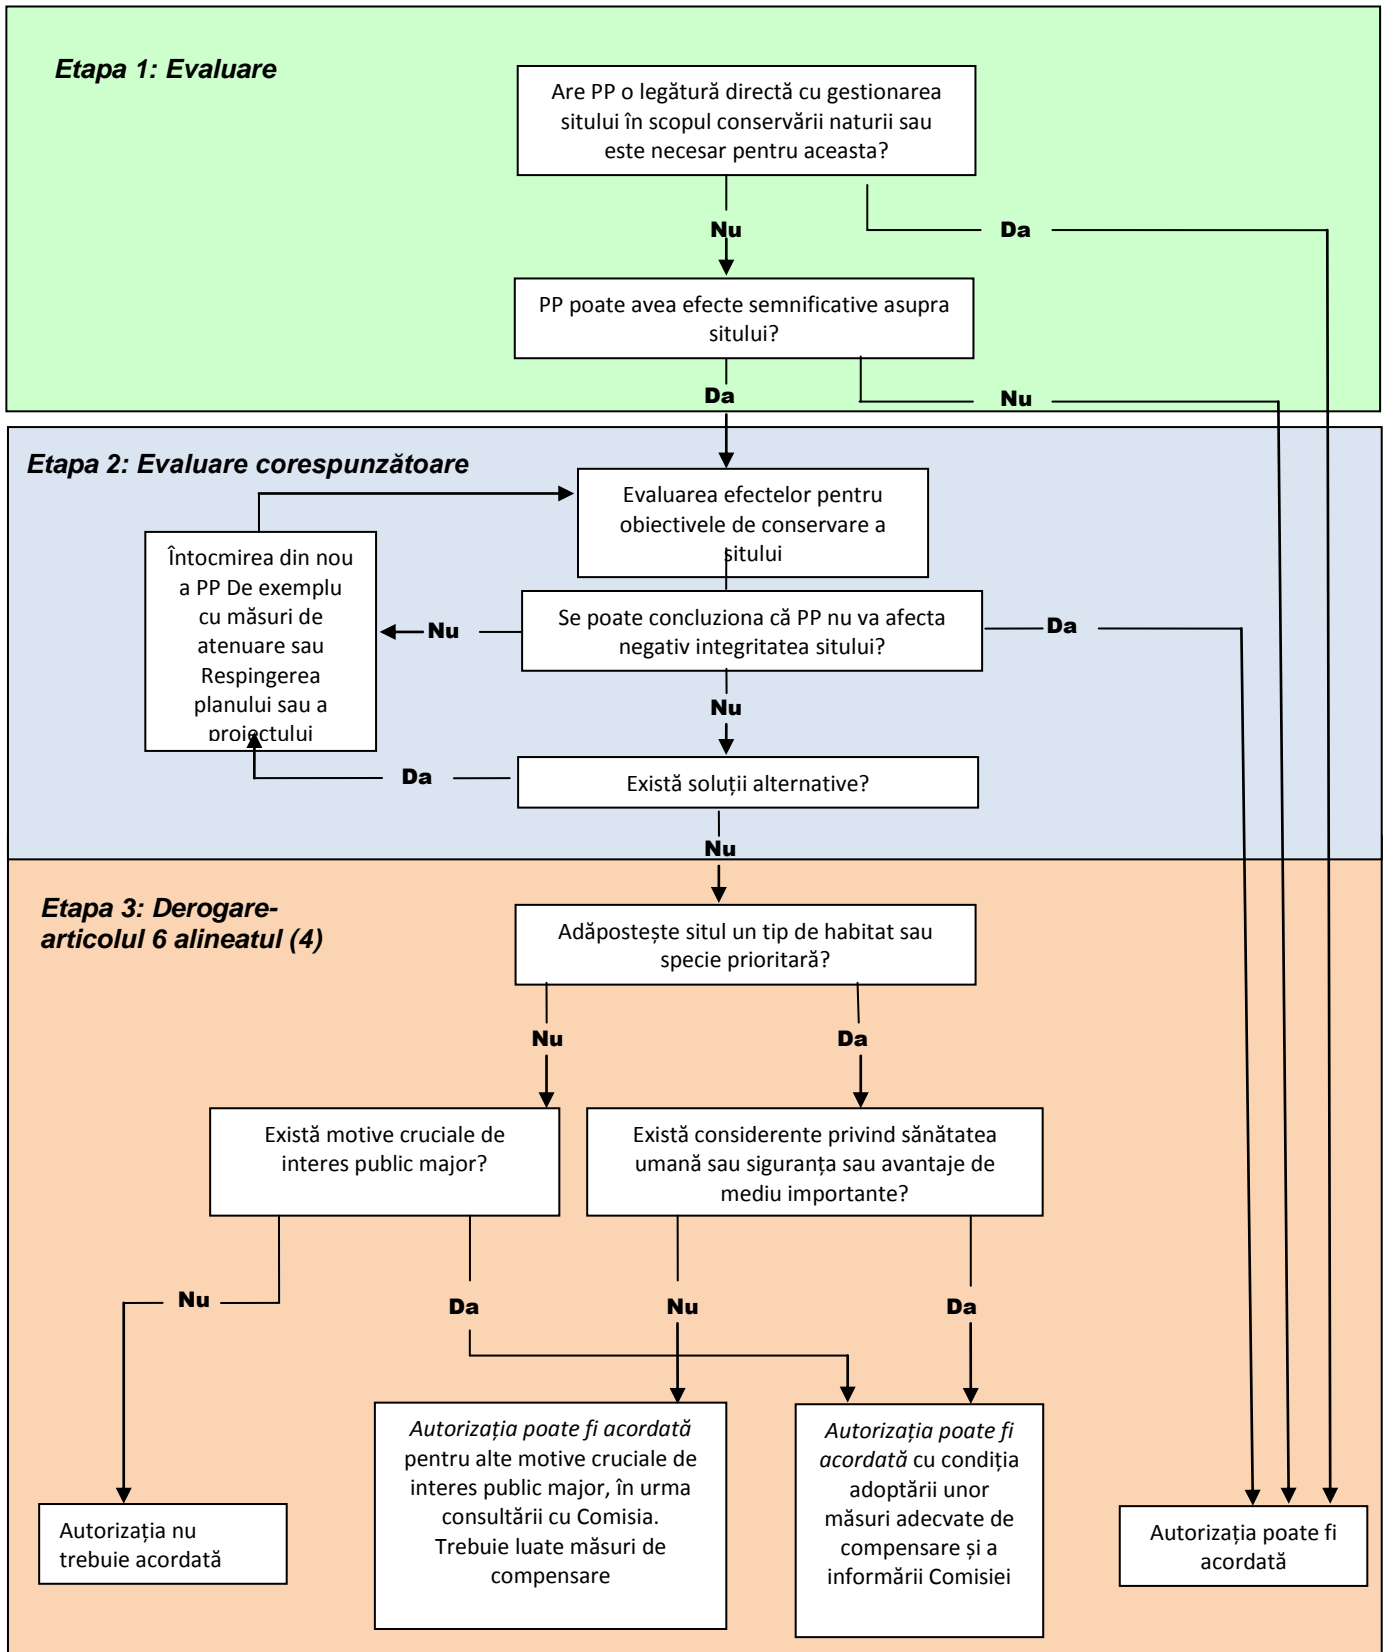 Etapa 1: Evaluare
Are PP o legătură directă cu gestionarea
sitului în scopul conservării naturii sau
este necesar pentru aceasta?
Nu
Da
PP poate avea efecte semnificative asupra
sitului?
Da
Nu
Etapa 2: Evaluare corespunzătoare
Evaluarea efectelor pentru
obiectivele de conservare a
sitului
Întocmirea din nou
a PP De exemplu
cu măsuri de
atenuare sau
Respingerea
planului sau a
proiectului
Nu
Se poate concluziona că PP nu va afecta
negativ integritatea sitului?
Da
Nu
Da
Există soluții alternative?
Nu
Etapa 3: Derogare-
articolul 6 alineatul (4)
Adăpostește situl un tip de habitat sau
specie prioritară?
Nu
Da
Există motive cruciale de
interes public major?
Există considerente privind sănătatea
umană sau siguranța sau avantaje de
mediu importante?
Nu
Da
Nu
Da
Autorizația nu
trebuie acordată
Autorizația poate fi acordată
pentru alte motive cruciale de
interes public major, în urma
consultării cu Comisia.
Trebuie luate măsuri de
compensare
Autorizația poate fi
acordată cu condiția
adoptării unor
măsuri adecvate de
compensare și a
informării Comisiei
Autorizația poate fi
acordată